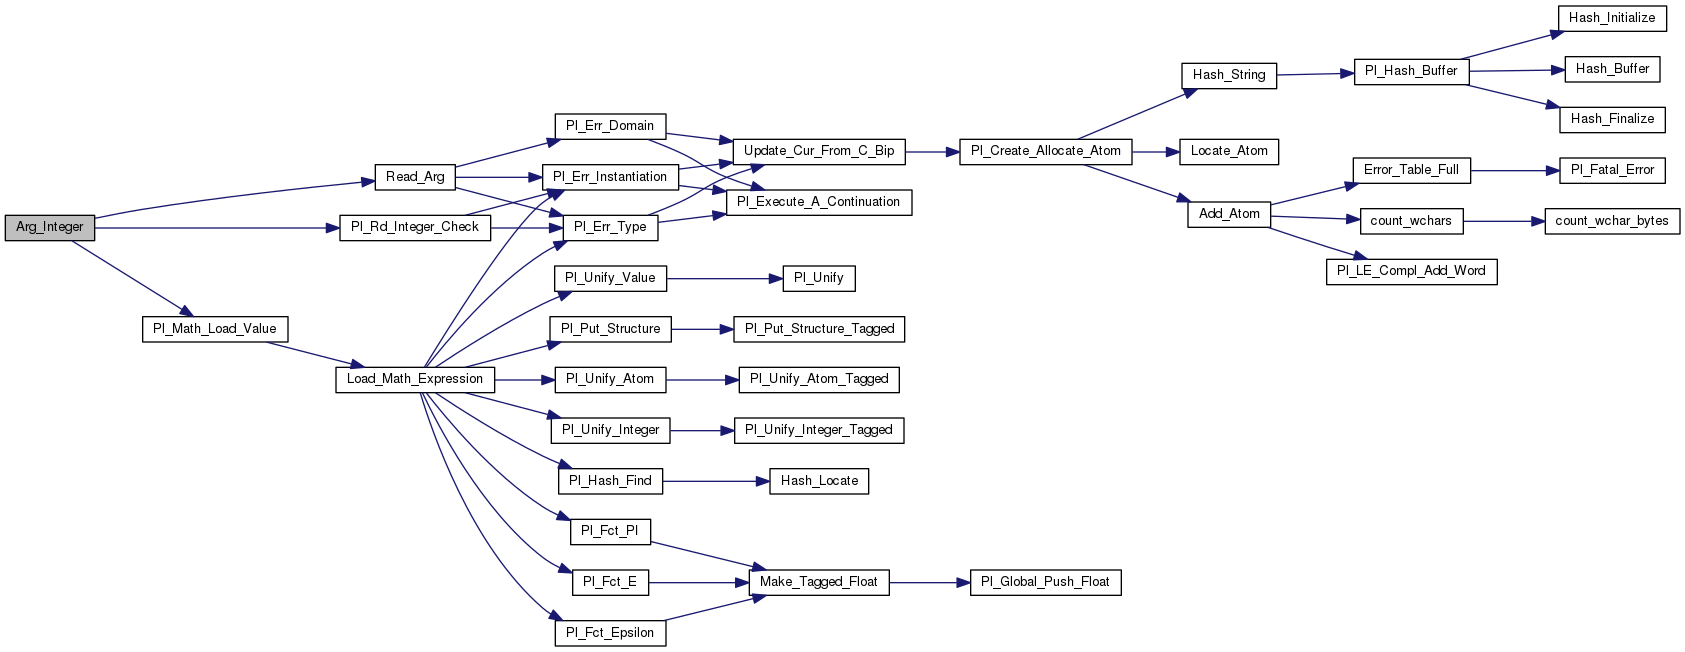 Arg_Integer
Read_Arg
Pl_Rd_Integer_Check
Pl_Math_Load_Value
Load_Math_Expression
Pl_Err_Domain
Pl_Err_Instantiation
Pl_Err_Type
Pl_Unify_Value
Pl_Put_Structure
Pl_Unify_Atom
Pl_Unify_Integer
Pl_Hash_Find
Pl_Fct_PI
Pl_Fct_E
Pl_Fct_Epsilon
Update_Cur_From_C_Bip
Pl_Execute_A_Continuation
Pl_Unify
Pl_Put_Structure_Tagged
Pl_Unify_Atom_Tagged
Pl_Unify_Integer_Tagged
Hash_Locate
Make_Tagged_Float
Pl_Create_Allocate_Atom
Pl_Global_Push_Float
Hash_String
Locate_Atom
Add_Atom
Pl_Hash_Buffer
Error_Table_Full
count_wchars
Pl_LE_Compl_Add_Word
Hash_Initialize
Hash_Buffer
Hash_Finalize
Pl_Fatal_Error
count_wchar_bytes